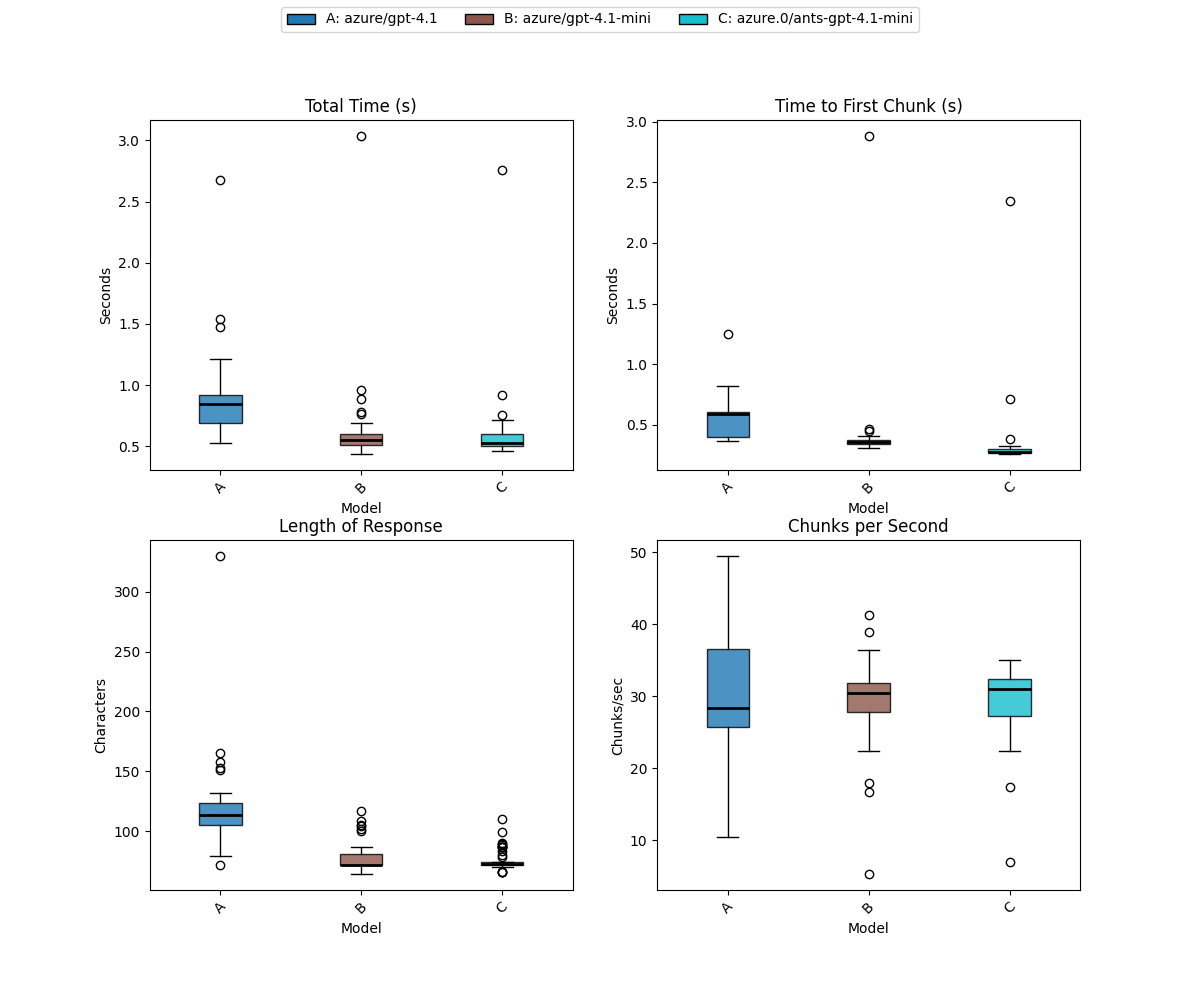 A: azure/gpt-4.1 B: azure/gpt-4.1-mini C: azure.0/ants-gpt-4.1-mini
Total Time (s)
3.0
2.5
2.0
1.5
1.0
0.5
Seconds
A B C
Model
Time to First Chunk (s)
3.0
2.5
2.0
1.5
1.0
0.5
Seconds
A B C
Model
Length of Response
300
250
200
150
100
Characters
A B C
Model
Chunks per Second
50
40
30
20
10
Chunks/sec
A B C
Model